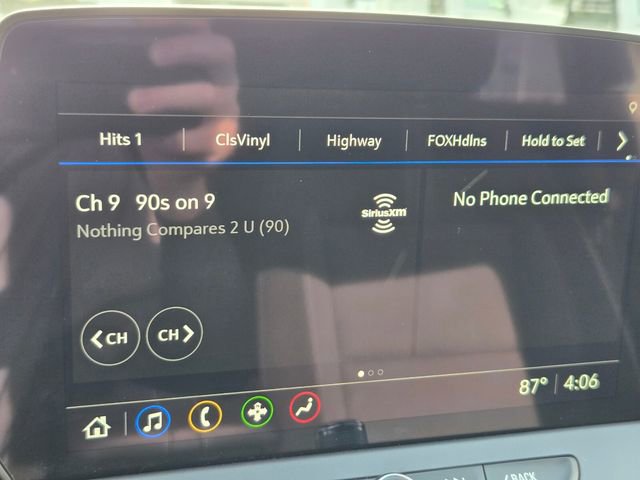 Hits 1 ClsVinyl Highway FOXHdlns Hold to Set
Ch 9 90s on 9
Nothing Compares 2 U (90)
SiriusXM
No Phone Connected
CH CH
87° 4:06
BACK